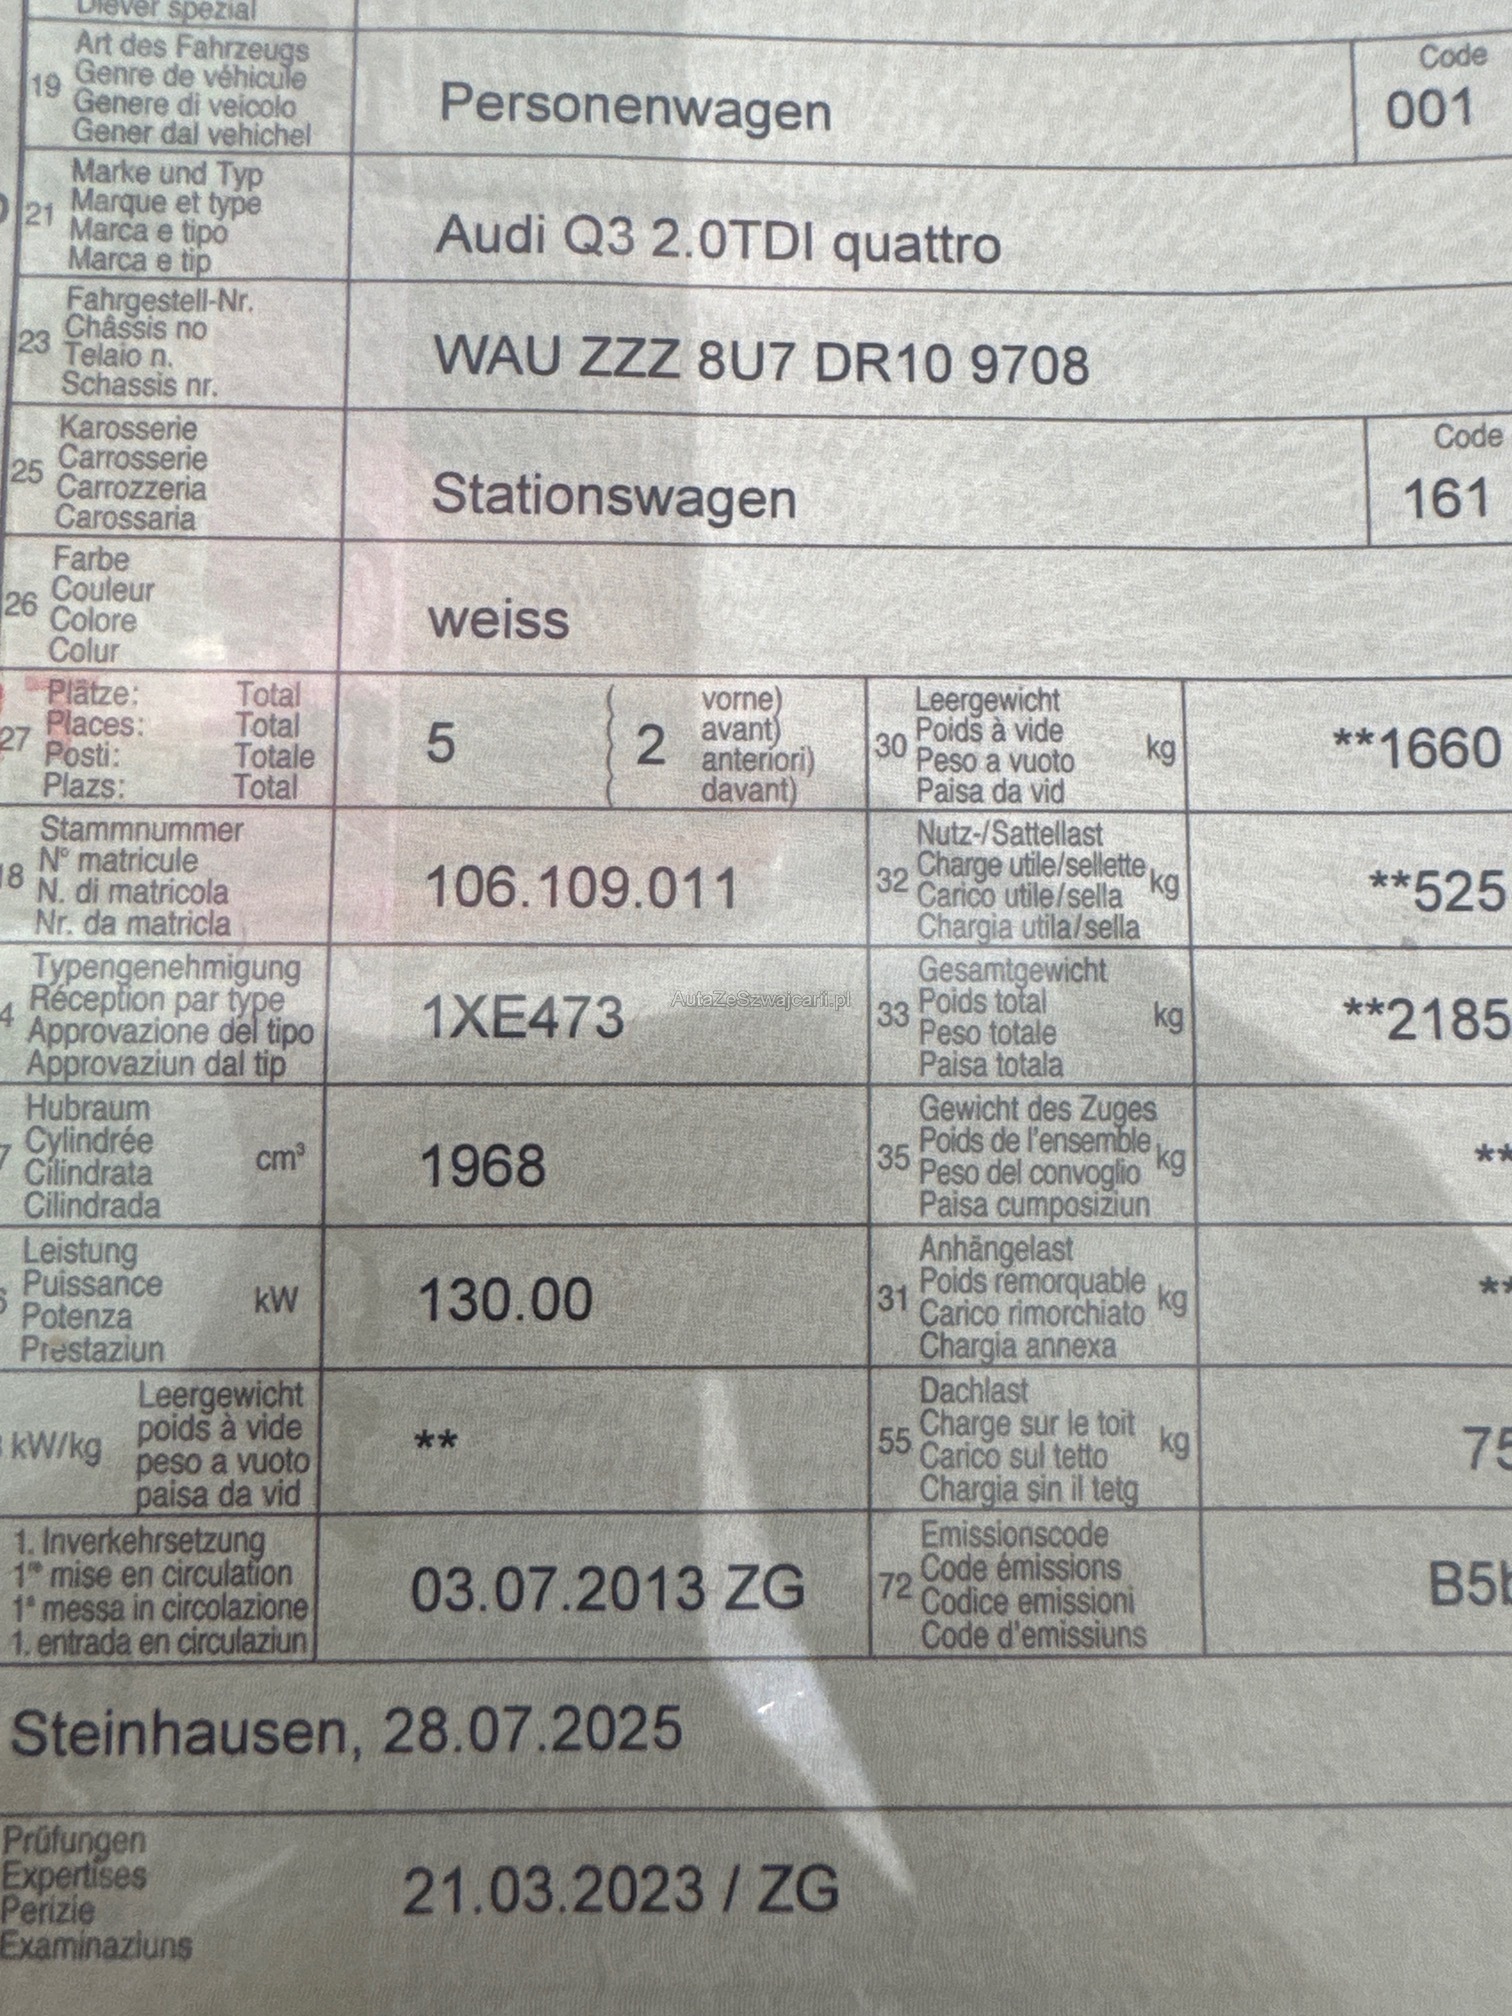 Diever spezial
19 Art des Fahrzeugs
Genre de véhicule
Genere di veicolo
Gener dal vehichel
Personenwagen
Code
001
21 Marke und Typ
Marque et type
Marca e tipo
Marca e tip
Audi Q3 2.0TDI quattro
23 Fahrgestell-Nr.
Châssis no
Telaio n.
Schassis nr.
WAU ZZZ 8U7 DR10 9708
25 Karosserie
Carrosserie
Carrozzeria
Carossaria
Stationswagen
Code
161
26 Farbe
Couleur
Colore
Colur
weiss
27 Plätze: Total
Places: Total
Posti: Totale
Plazs: Total
5 2
vorne)
avant)
anteriori)
davant)
30 Leergewicht
Poids à vide
Peso a vuoto
Paisa da vid
kg
**1660
18 Stammnummer
N° matricule
N. di matricola
Nr. da matricla
106.109.011
32 Nutz-/Sattellast
Charge utile/sellette
Carico utile/sella
Chargia utila/sella
kg
**525
4 Typengenehmigung
Réception par type
Approvazione del tipo
Approvaziun dal tip
1XE473
AutaZeSzwajcarii.pl
33 Gesamtgewicht
Poids total
Peso totale
Paisa totala
kg
**2185
7 Hubraum
Cylindrée
Cilindrata
Cilindrada
cm³
1968
35 Gewicht des Zuges
Poids de l'ensemble
Peso del convoglio
Paisa cumposiziun
kg
**
6 Leistung
Puissance
Potenza
Prestaziun
kW
130.00
31 Anhängelast
Poids remorquable
Carico rimorchiato
Chargia annexa
kg
**
kW/kg
Leergewicht
poids à vide
peso a vuoto
paisa da vid
**
55 Dachlast
Charge sur le toit
Carico sul tetto
Chargia sin il tetg
kg
75
1. Inverkehrsetzung
1re mise en circulation
1a messa in circolazione
1. entrada en circulaziun
03.07.2013 ZG
72 Emissionscode
Code émissions
Codice emissioni
Code d'emissiuns
B5b
Steinhausen, 28.07.2025
Prüfungen
Expertises
Perizie
Examinaziuns
21.03.2023 / ZG